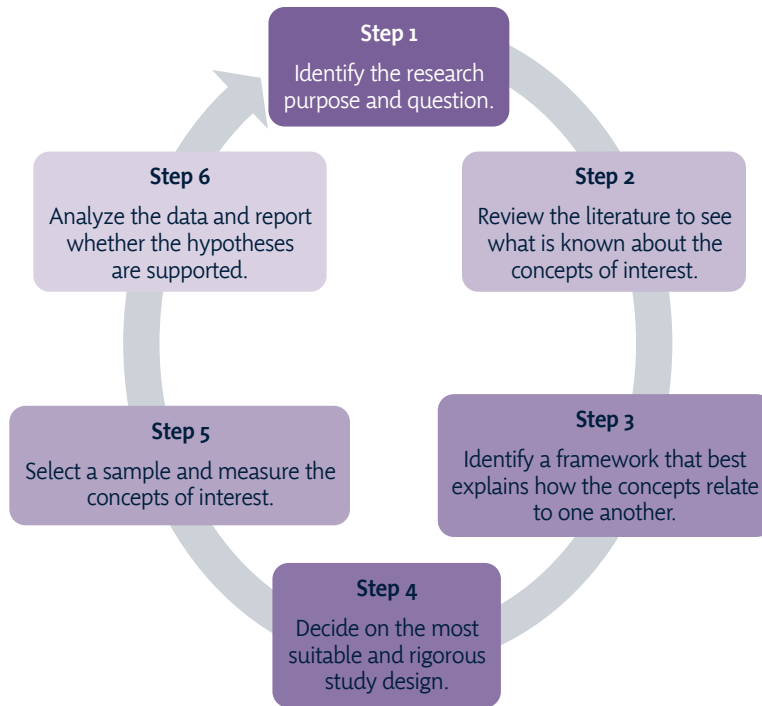 Step 1
Identify the research
purpose and question.
Step 2
Review the literature to see
what is known about the
concepts of interest.
Step 3
Identify a framework that best
explains how the concepts relate
to one another.
Step 4
Decide on the most
suitable and rigorous
study design.
Step 5
Select a sample and measure the
concepts of interest.
Step 6
Analyze the data and report
whether the hypotheses
are supported.